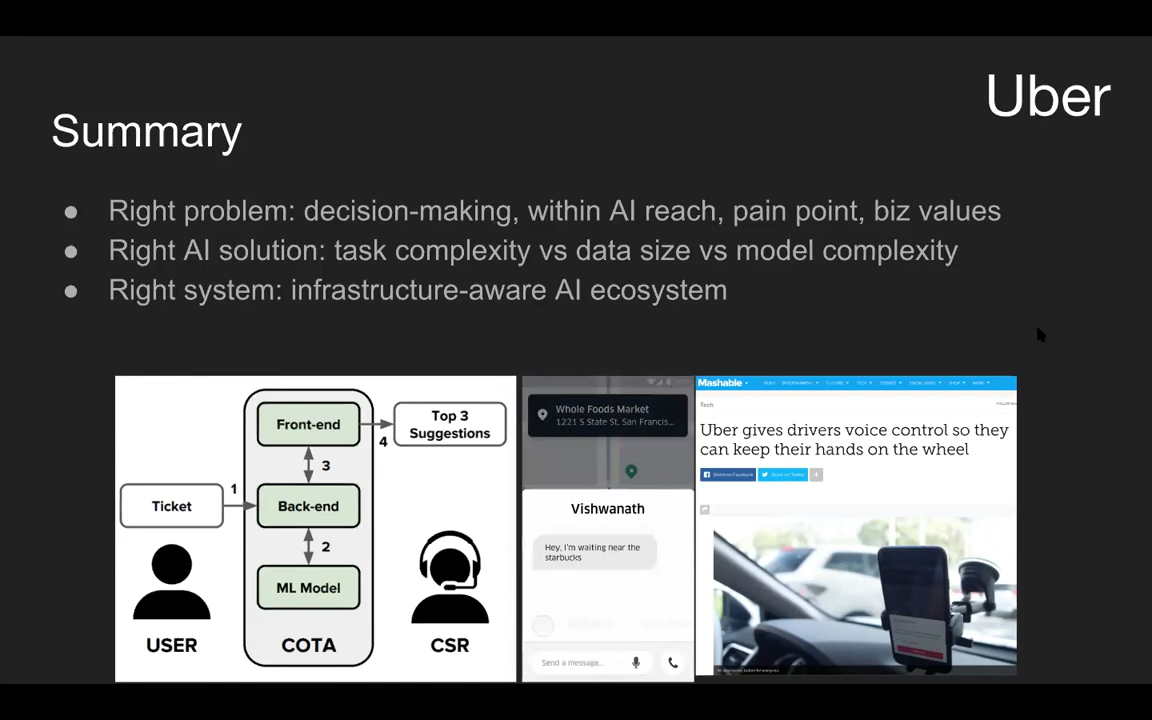 Uber
Summary
● Right problem: decision-making, within AI reach, pain point, biz values
● Right AI solution: task complexity vs data size vs model complexity
● Right system: infrastructure-aware AI ecosystem
Front-end
Top 3
Suggestions
4
3
1
Ticket
Back-end
2
ML Model
USER
COTA
CSR
Whole Foods Market
1221 S State St, San Francis...
Vishwanath
Hey, I'm waiting near the
starbucks
Send a message...
Mashable
Tech
Uber gives drivers voice control so they
can keep their hands on the wheel